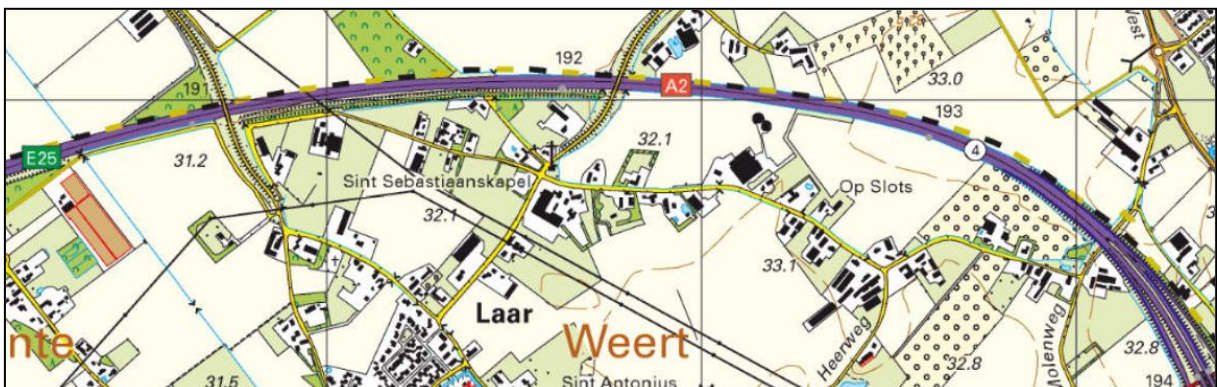 West
33.0
192
191
A2
193
E25
31.2
32.1
4
Sint Sebastiaanskapel
Op Slots
32.1
33.1
Laar
nte
Weert
Heerweg
32.8
32.8
31.5
Sint Antonius
194